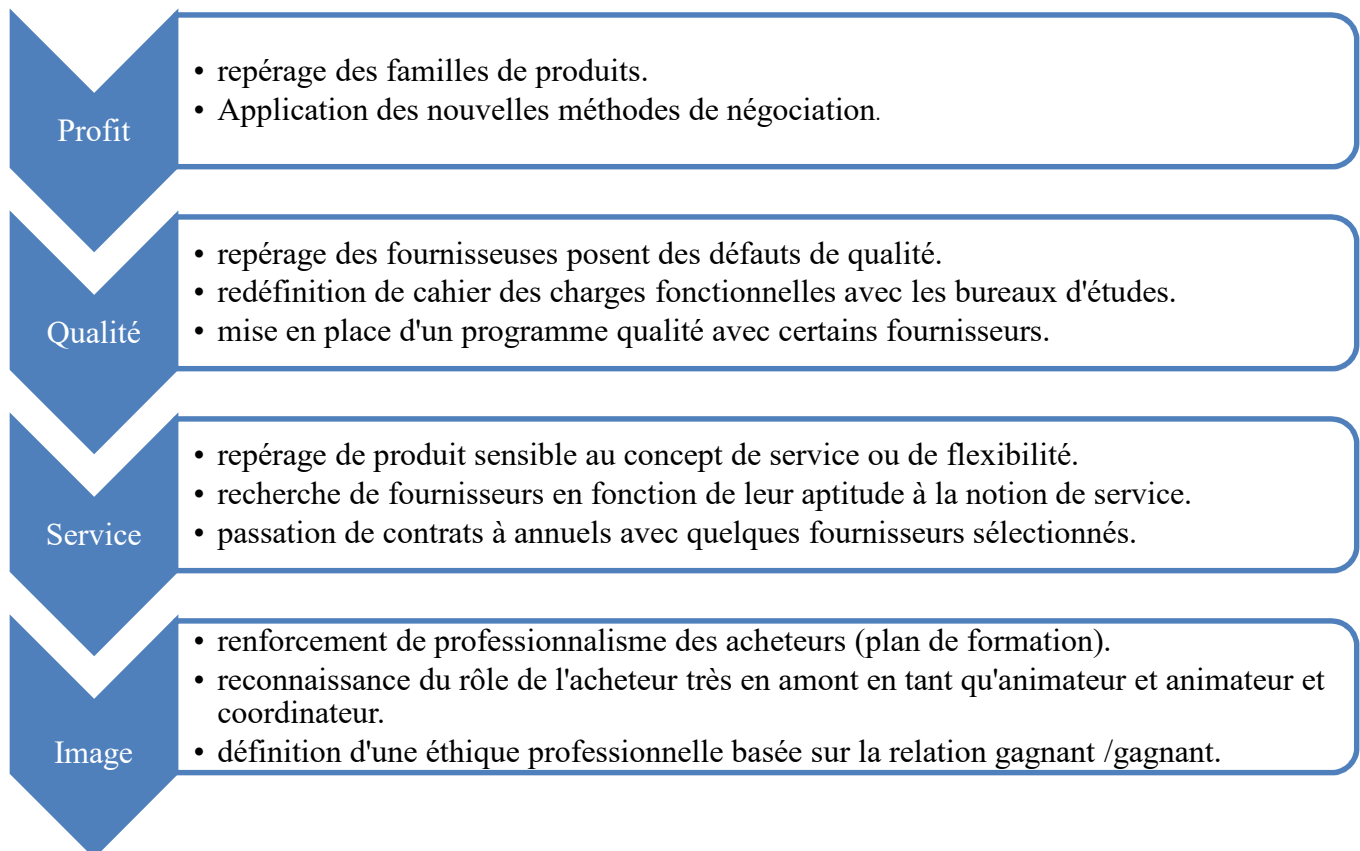 Profit
• repérage des familles de produits.
• Application des nouvelles méthodes de négociation.
Qualité
• repérage des fournisseuses posent des défauts de qualité.
• redéfinition de cahier des charges fonctionnelles avec les bureaux d'études.
• mise en place d'un programme qualité avec certains fournisseurs.
Service
• repérage de produit sensible au concept de service ou de flexibilité.
• recherche de fournisseurs en fonction de leur aptitude à la notion de service.
• passation de contrats à annuels avec quelques fournisseurs sélectionnés.
Image
• renforcement de professionnalisme des acheteurs (plan de formation).
• reconnaissance du rôle de l'acheteur très en amont en tant qu'animateur et animateur et
coordinateur.
• définition d'une éthique professionnelle basée sur la relation gagnant /gagnant.